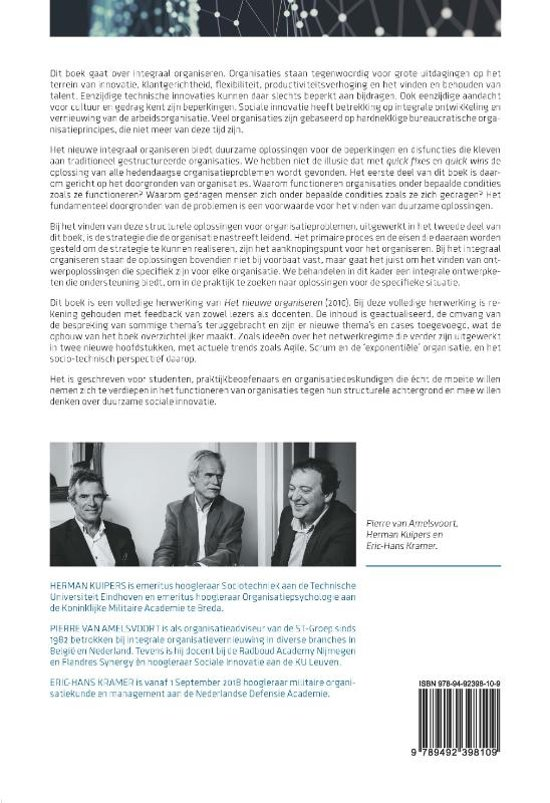 Dit boek gaat over integraal organiseren. Organisaties staan tegenwoordig voor grote uitdagingen op het
terrein van innovatie, klantgerichtheid, flexibiliteit, productiviteitsverhoging en het vinden en behouden van
talent. Eenzijdige technische innovaties kunnen daar slechts beperkt aan bijdragen. Ook eenzijdige aandacht
voor cultuur en gedrag kent zijn beperkingen. Sociale innovatie heeft betrekking op integrale ontwikkeling en
vernieuwing van de arbeidsorganisatie. Veel organisaties zijn gebaseerd op hardnekkige bureaucratische orga-
nisatieprincipes, die niet meer van deze tijd zijn.
Het nieuwe integraal organiseren biedt duurzame oplossingen voor de beperkingen en disfuncties die kleven
aan traditioneel gestructureerde organisaties. We hebben niet de illusie dat met quick fixes en quick wins de
oplossing van alle hedendaagse organisatieproblemen wordt gevonden. Het eerste deel van dit boek is daar-
om gericht op het doorgronden van organisaties. Waarom functioneren organisaties onder bepaalde condities
zoals ze functioneren? Waarom gedragen mensen zich onder bepaalde condities zoals ze zich gedragen? Het
fundamenteel doorgronden van de problemen is een voorwaarde voor het vinden van duurzame oplossingen.
Bij het vinden van deze structurele oplossingen voor organisatieproblemen, uitgewerkt in het tweede deel van
dit boek, is de strategie die de organisatie nastreeft leidend. Het primaire proces en de eisen die daaraan worden
gesteld om de strategie te kunnen realiseren, zijn het aanknopingspunt voor het organiseren. Bij het integraal
organiseren staan de oplossingen bovendien niet bij voorbaat vast, maar gaat het juist om het vinden van ont-
werpoplossingen die specifiek zijn voor elke organisatie. We behandelen in dit kader een integrale ontwerpke-
ten die ondersteuning biedt, om in de praktijk te zoeken naar oplossingen voor de specifieke situatie.
Dit boek is een volledige herwerking van Het nieuwe organiseren (2010). Bij deze volledige herwerking is re-
kening gehouden met feedback van zowel lezers als docenten. De inhoud is geactualiseerd, de omvang van
de bespreking van sommige thema's teruggebracht en zijn er nieuwe thema's en cases toegevoegd, wat de
opbouw van het boek overzichtelijker maakt. Zoals ideeën over het netwerkregime die verder zijn uitgewerkt
in twee nieuwe hoofdstukken, met actuele trends zoals Agile, Scrum en de 'exponentiële' organisatie, en het
socio-technisch perspectief daarop.
Het is geschreven voor studenten, praktijkbeoefenaars en organisatiedeskundigen die écht de moeite willen
nemen zich te verdiepen in het functioneren van organisaties tegen hun structurele achtergrond en mee willen
denken over duurzame sociale innovatie.
Pierre van Amelsvoort,
Herman Kuipers en
Eric-Hans Kramer.
HERMAN KUIPERS is emeritus hoogleraar Sociotechniek aan de Technische
Universiteit Eindhoven en emeritus hoogleraar Organisatiepsychologie aan
de Koninklijke Militaire Academie te Breda.
PIERRE VAN AMELSVOORT is als organisatieadviseur van de ST-Groep sinds
1982 betrokken bij integrale organisatievernieuwing in diverse branches in
België en Nederland. Tevens is hij docent bij de Radboud Academy Nijmegen
en Flandres Synergy én hoogleraar Sociale Innovatie aan de KU Leuven.
ERIC-HANS KRAMER is vanaf 1 September 2018 hoogleraar militaire organi-
satiekunde en management aan de Nederlandse Defensie Academie.
ISBN 978-94-92398-10-9
9 789492 398109